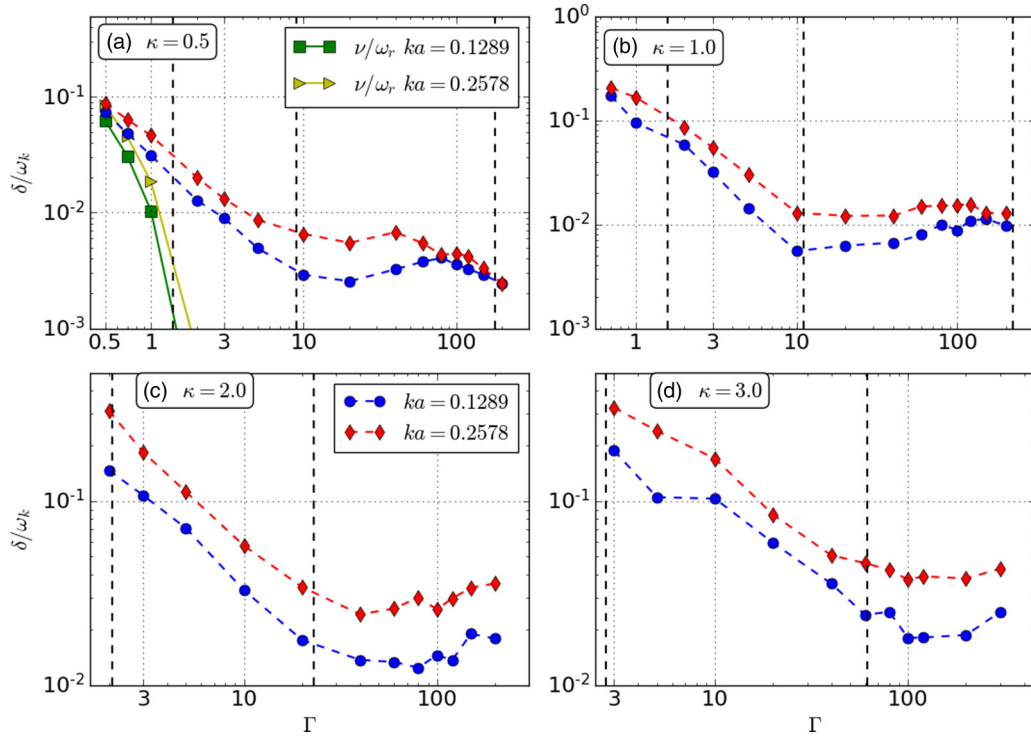 (a) κ = 0.5
ν/ω_r ka = 0.1289
ν/ω_r ka = 0.2578
δ/ω_k
10^-1
10^-2
10^-3
0.5 1 3 10 100
(b) κ = 1.0
10^0
10^-1
10^-2
10^-3
1 3 10 100
(c) κ = 2.0
ka = 0.1289
ka = 0.2578
δ/ω_k
10^-1
10^-2
3 10 100
Γ
(d) κ = 3.0
10^-1
10^-2
3 10 100
Γ